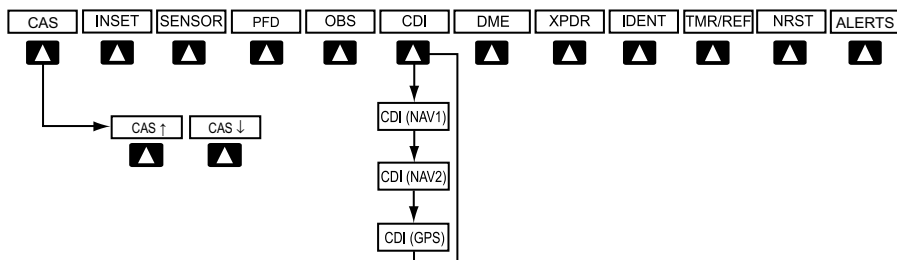 CAS INSET SENSOR PFD OBS CDI DME XPDR IDENT TMR/REF NRST ALERTS
CAS ↑ CAS ↓
CDI (NAV1)
CDI (NAV2)
CDI (GPS)